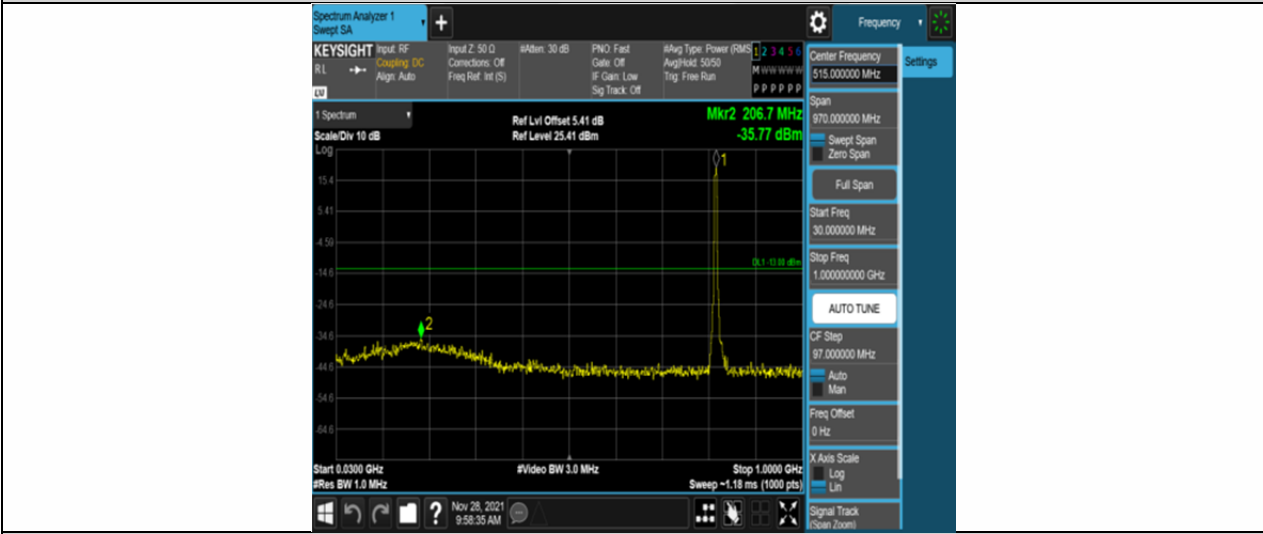 Spectrum Analyzer 1
Swept SA
+
Frequency
KEYSIGHT
RL
LV
Input: RF
Coupling: DC
Align: Auto
Input Z: 50 Ω
Corrections: Off
Freq Ref: Int (S)
#Atten: 30 dB
PNO: Fast
Gate: Off
IF Gain: Low
Sig Track: Off
#Avg Type: Power (RMS
Avg|Hold: 50/50
Trig: Free Run
1 2 3 4 5 6
M W W W W W
P P P P P P
1 Spectrum
Scale/Div 10 dB
Log
Ref Lvl Offset 5.41 dB
Ref Level 25.41 dBm
Mkr2 206.7 MHz
-35.77 dBm
1
15.4
5.41
-4.59
DL1 -13.00 dBm
-14.6
-24.6
2
-34.6
-44.6
-54.6
-64.6
Start 0.0300 GHz
#Res BW 1.0 MHz
#Video BW 3.0 MHz
Stop 1.0000 GHz
Sweep ~1.18 ms (1000 pts)
?
Nov 28, 2021
9:58:35 AM
Center Frequency
515.000000 MHz
Settings
Span
970.000000 MHz
Swept Span
Zero Span
Full Span
Start Freq
30.000000 MHz
Stop Freq
1.000000000 GHz
AUTO TUNE
CF Step
97.000000 MHz
Auto
Man
Freq Offset
0 Hz
X Axis Scale
Log
Lin
Signal Track
(Span Zoom)